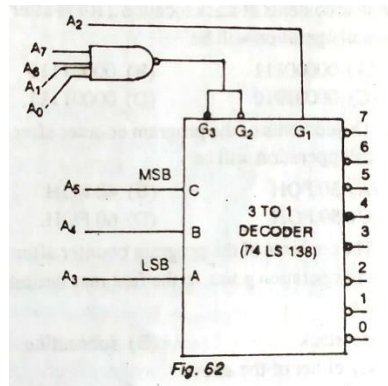 A2
A7
A6
A1
A0
G3 G2 G1
7
MSB
6
A5 C
5
3 TO 1
4
A4 B
DECODER
3
(74 LS 138)
LSB
2
A3 A
1
0
Fig. 62